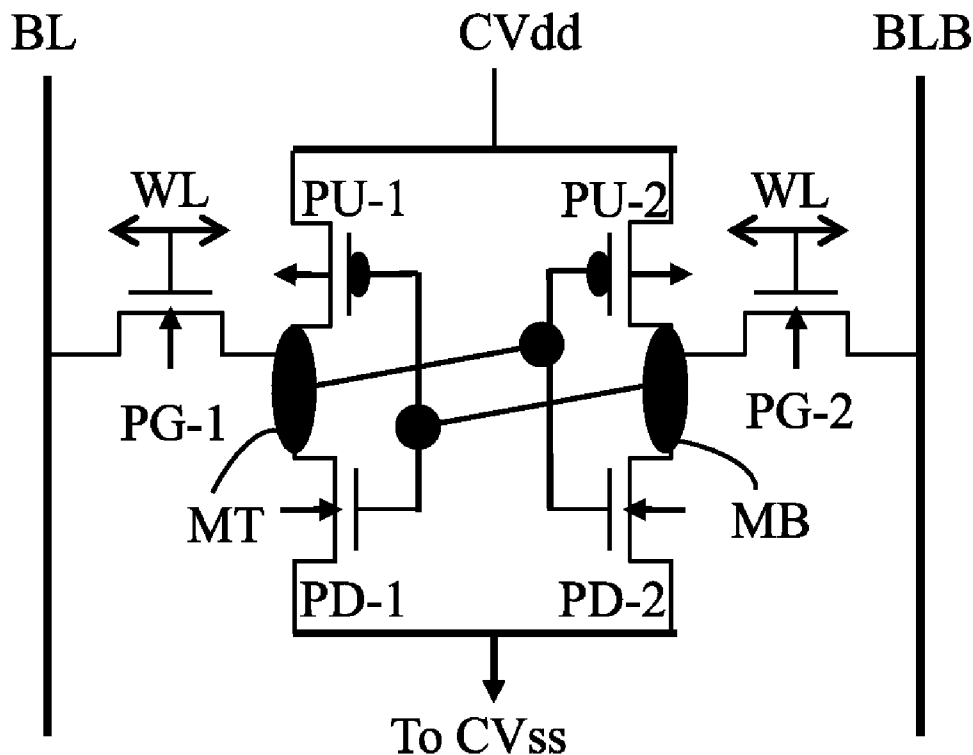 BL CVdd BLB
WL PU-1 PU-2 WL
PG-1 PG-2
MT MB
PD-1 PD-2
To CVss